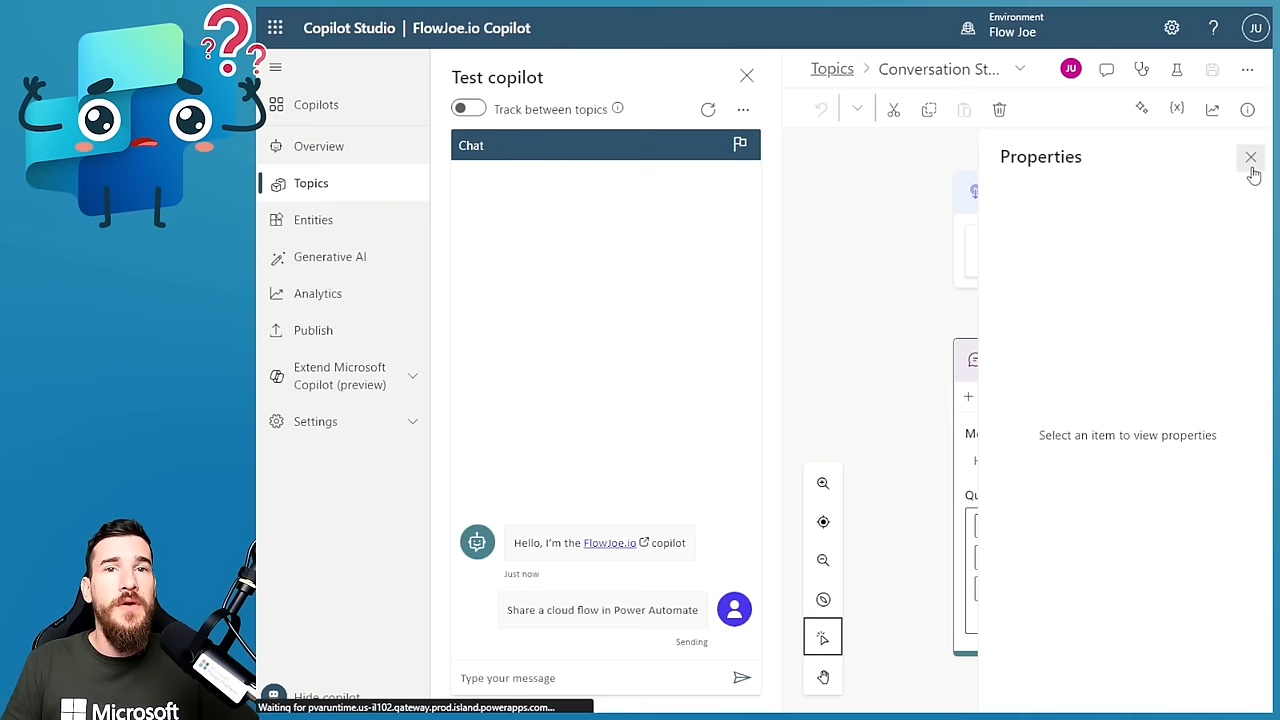 Copilot Studio | FlowJoe.io Copilot
Environment
Flow Joe
JU
Copilots
Overview
Topics
Entities
Generative AI
Analytics
Publish
Extend Microsoft
Copilot (preview)
Settings
Hide copilot
Test copilot
Track between topics
Chat
Hello, I'm the FlowJoe.io copilot
Just now
Share a cloud flow in Power Automate
Sending
Type your message
Topics > Conversation St...
JU
Properties
Select an item to view properties
Waiting for pvaruntime.us-il102.gateway.prod.island.powerapps.com...
Microsoft